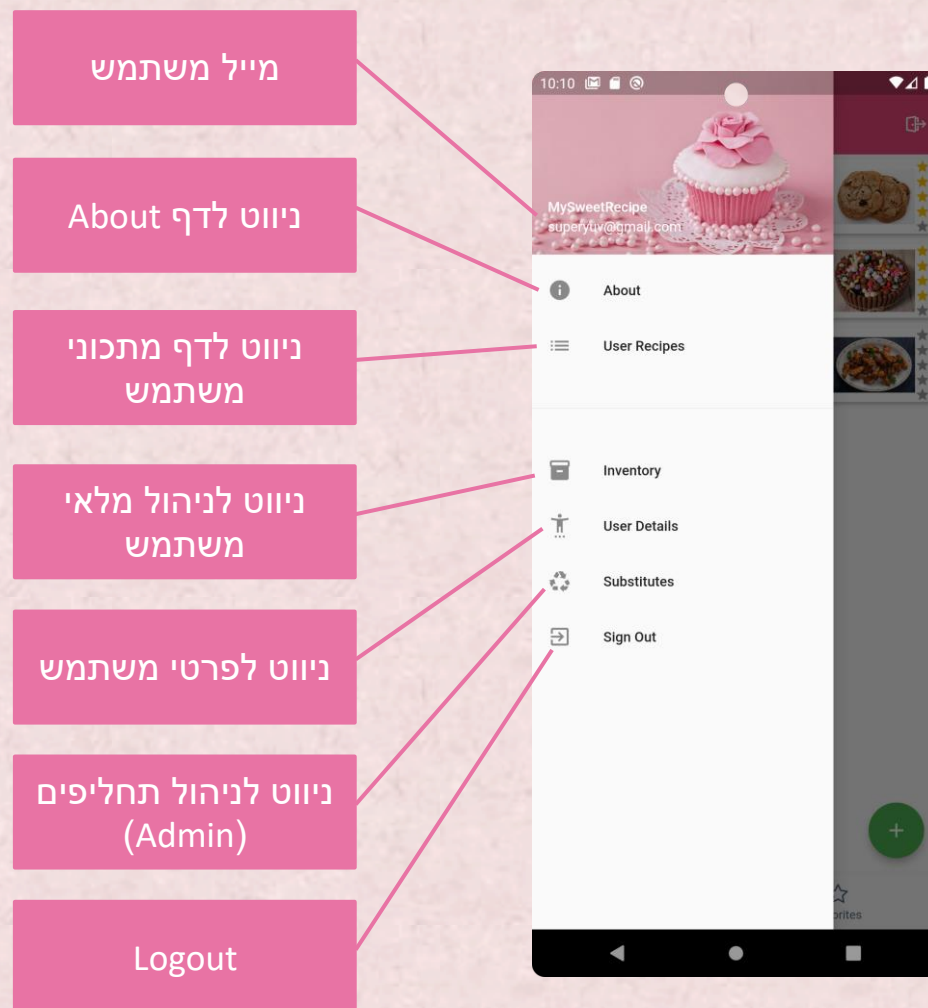 מייל משתמש
ניווט לדף About
ניווט לדף מתכוני
משתמש
ניווט לניהול מלאי
משתמש
ניווט לפרטי משתמש
ניווט לניהול תחליפים
(Admin)
Logout
10:10
MySweetRecipe
superyuv@gmail.com
About
User Recipes
Inventory
User Details
Substitutes
Sign Out
+
orites